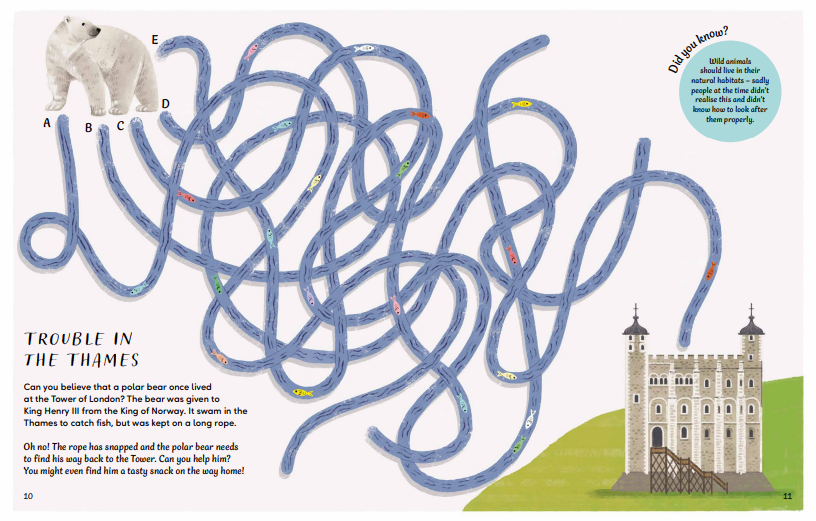 E
D
A
B
C
Did you know?
Wild animals
should live in their
natural habitats – sadly
people at the time didn't
realise this and didn't
know how to look after
them properly.
TROUBLE IN
THE THAMES
Can you believe that a polar bear once lived
at the Tower of London? The bear was given to
King Henry III from the King of Norway. It swam in the
Thames to catch fish, but was kept on a long rope.
Oh no! The rope has snapped and the polar bear needs
to find his way back to the Tower. Can you help him?
You might even find him a tasty snack on the way home!
10
11